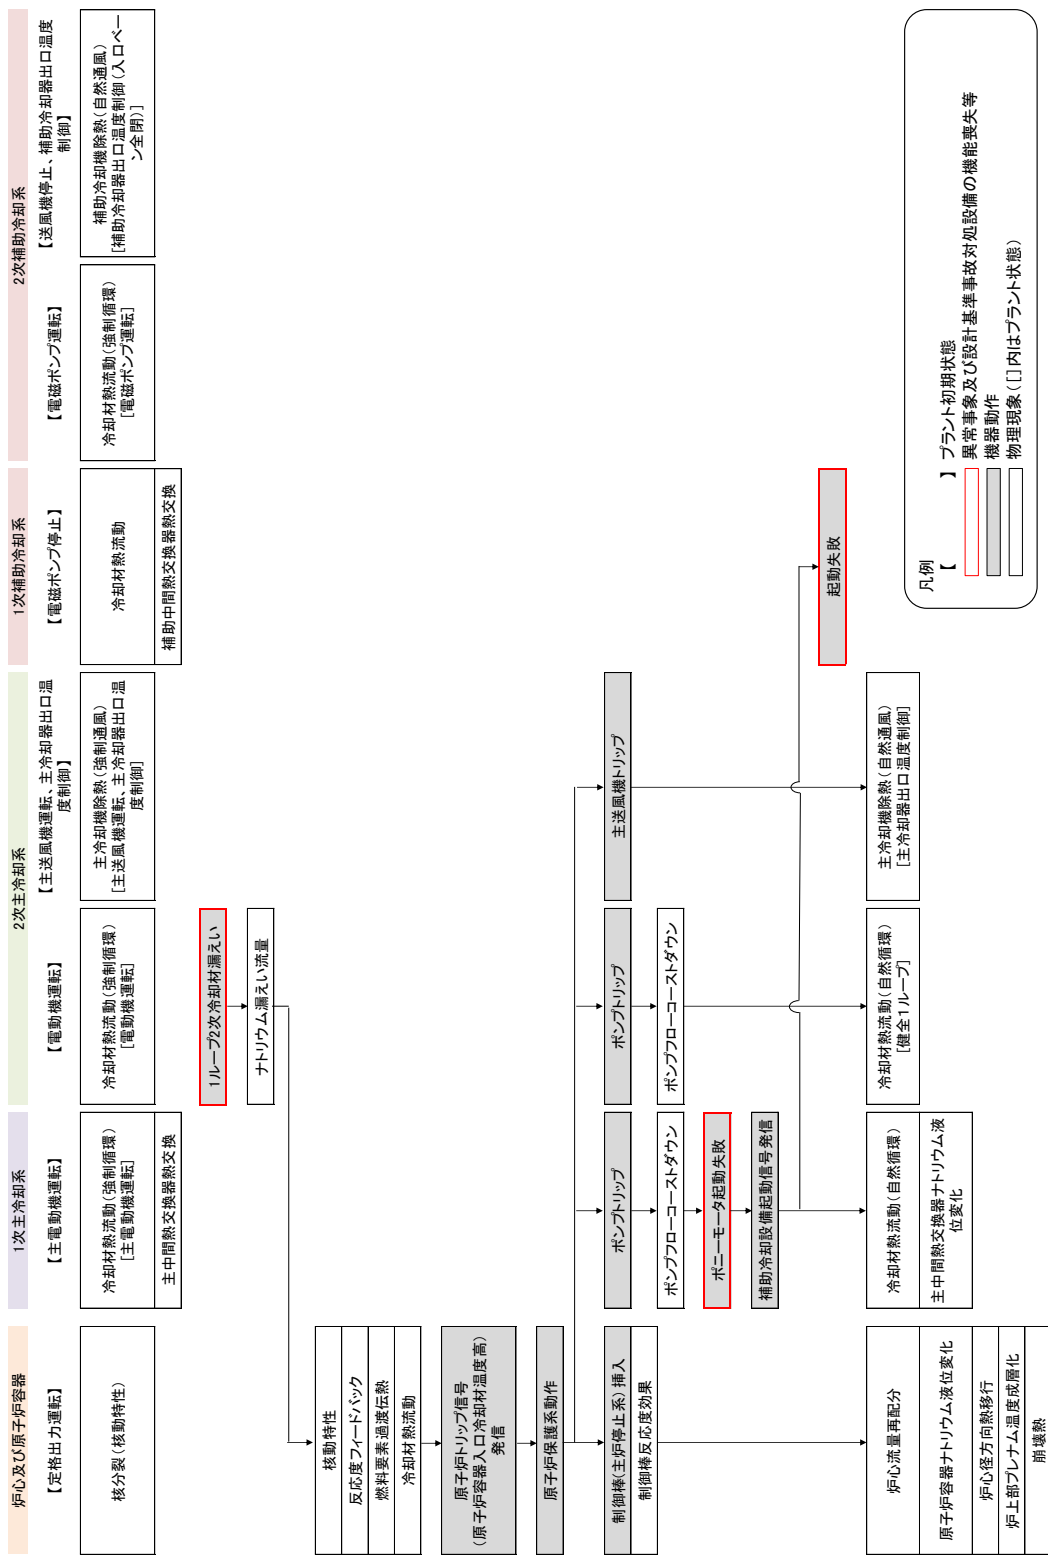 炉心及び原子炉容器
1次主冷却系
2次主冷却系
1次補助冷却系
2次補助冷却系
【定格出力運転】
【主電動機運転】
【電動機運転】
【主送風機運転、主冷却器出口温
度制御】
【電磁ポンプ停止】
【電磁ポンプ運転】
【送風機停止、補助冷却器出口温度
制御】
核分裂(核動特性)
冷却材熱流動(強制循環)
[主電動機運転]
主中間熱交換器熱交換
冷却材熱流動(強制循環)
[電動機運転]
主冷却機除熱(強制通風)
[主送風機運転、主冷却器出口温
度制御]
冷却材熱流動
補助中間熱交換器熱交換
冷却材熱流動(強制循環)
[電磁ポンプ運転]
補助冷却機除熱(自然通風)
[補助冷却器出口温度制御(入口ベー
ン全閉)]
1ループ2次冷却材漏えい
ナトリウム漏えい流量
核動特性
反応度フィードバック
燃料要素過渡伝熱
冷却材熱流動
原子炉トリップ信号
(原子炉容器入口冷却材温度高)
発信
原子炉保護系動作
制御棒(主炉停止系)挿入
制御棒反応度効果
ポンプトリップ
ポンプフローコーストダウン
ポニーモータ起動失敗
補助冷却設備起動信号発信
ポンプトリップ
ポンプフローコーストダウン
主送風機トリップ
起動失敗
炉心流量再配分
原子炉容器ナトリウム液位変化
炉心径方向熱移行
炉上部プレナム温度成層化
崩壊熱
冷却材熱流動(自然循環)
主中間熱交換器ナトリウム液
位変化
冷却材熱流動(自然循環)
[健全1ループ]
主冷却機除熱(自然通風)
[主冷却器出口温度制御]
凡例
【 】 プラント初期状態
異常事象及び設計基準事故対処設備の機能喪失等
機器動作
物理現象([]内はプラント状態)